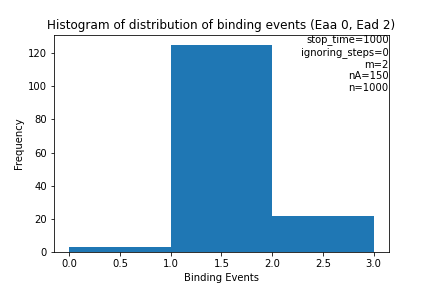 Histogram of distribution of binding events (Eaa 0, Ead 2)
stop_time=1000
ignoring_steps=0
m=2
nA=150
n=1000
120
100
80
60
40
20
0
Frequency
0.0 0.5 1.0 1.5 2.0 2.5 3.0
Binding Events